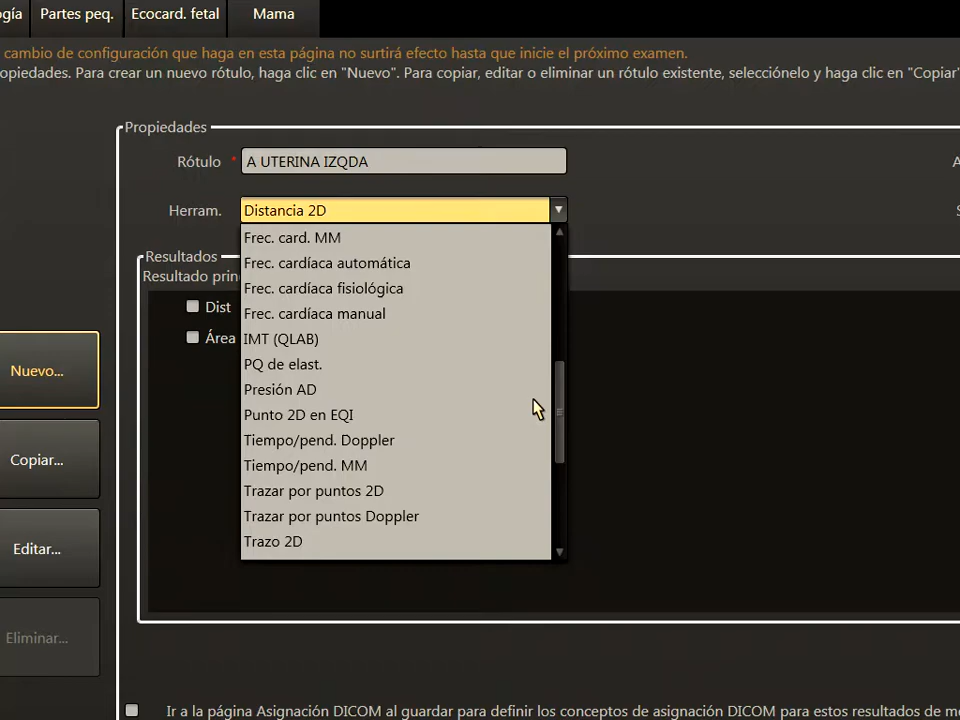 ogía
Partes peq.
Ecocard. fetal
Mama
cambio de configuración que haga en esta página no surtirá efecto hasta que inicie el próximo examen.
opiedades. Para crear un nuevo rótulo, haga clic en "Nuevo". Para copiar, editar o eliminar un rótulo existente, selecciónelo y haga clic en "Copiar"
Propiedades
Rótulo * A UTERINA IZQDA
Herram. Distancia 2D
Frec. card. MM
Resultados
Frec. cardíaca automática
Resultado prin
Frec. cardíaca fisiológica
Dist
Frec. cardíaca manual
Área
IMT (QLAB)
PQ de elast.
Presión AD
Punto 2D en EQI
Tiempo/pend. Doppler
Tiempo/pend. MM
Trazar por puntos 2D
Trazar por puntos Doppler
Trazo 2D
Nuevo...
Copiar...
Editar...
Eliminar...
Ir a la página Asignación DICOM al guardar para definir los conceptos de asignación DICOM para estos resultados de me